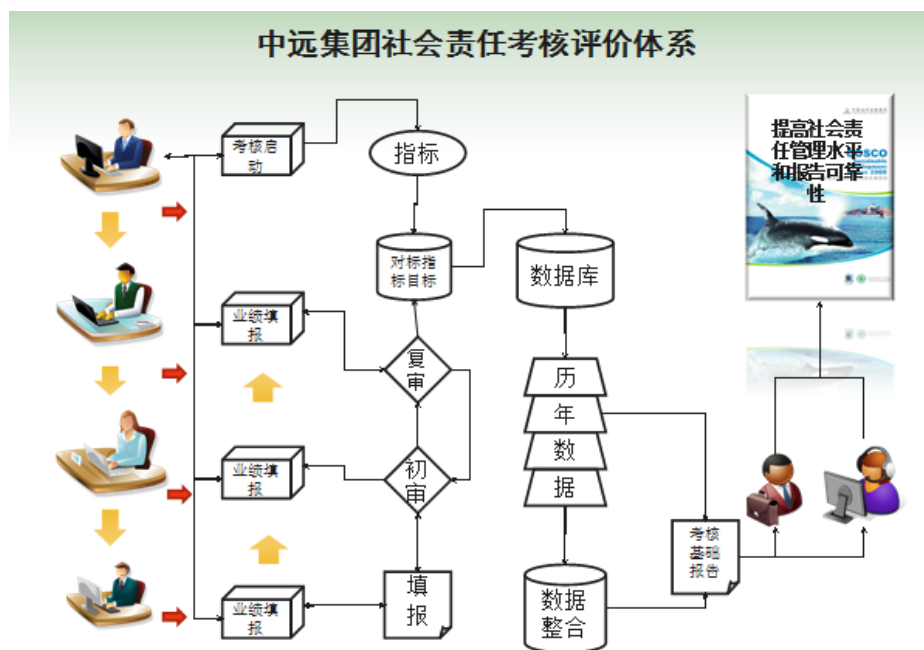 中远集团社会责任考核评价体系
考核启
动
指标
对标指
标目标
数据库
提高社会责
任管理水平
和报告可靠
性
COSCO
业绩填
报
复
审
历
年
数
据
业绩填
报
初
审
业绩填
报
填
报
数据
整合
考核
基础
报告